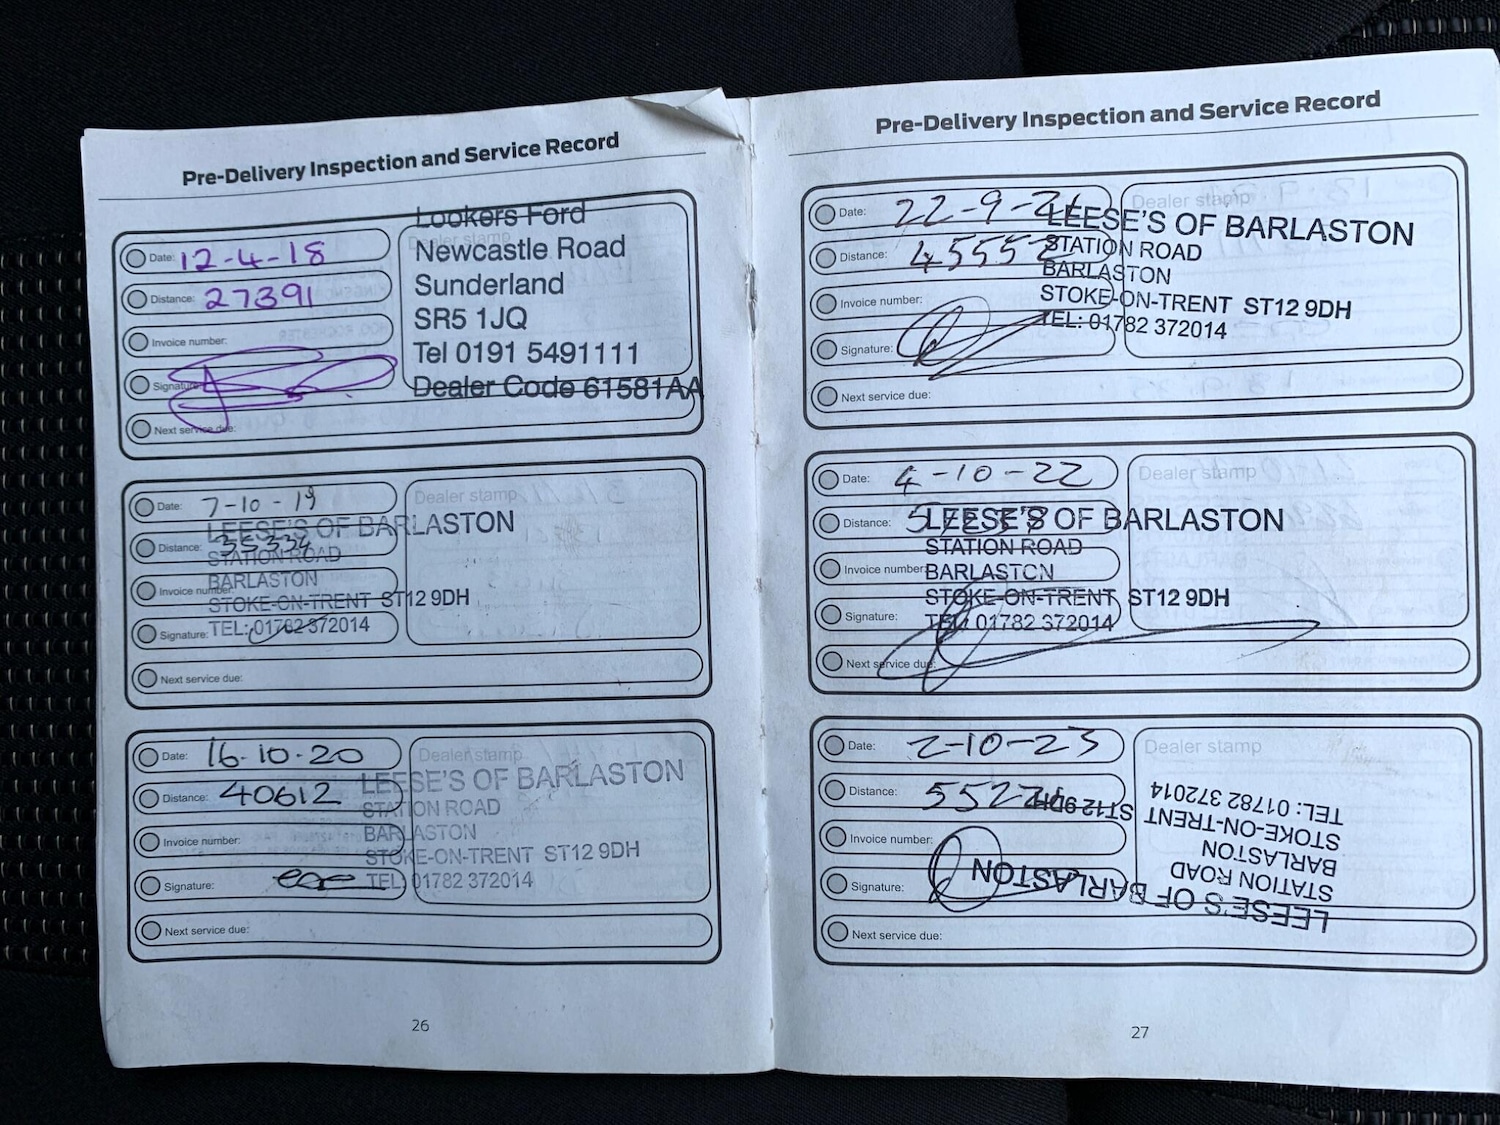 Pre-Delivery Inspection and Service Record
Date: 12-4-18
Distance: 27391
Invoice number:
Signature:
Next service due:
Dealer stamp
Lookers Ford
Newcastle Road
Sunderland
SR5 1JQ
Tel 0191 5491111
Dealer Code 61581AA
Date: 7-10-19
Distance: 35334
Invoice number:
Signature:
Next service due:
Dealer stamp
LEESE'S OF BARLASTON
STATION ROAD
BARLASTON
STOKE-ON-TRENT ST12 9DH
TEL: 01782 372014
Date: 16-10-20
Distance: 40612
Invoice number:
Signature:
Next service due:
Dealer stamp
LEESE'S OF BARLASTON
STATION ROAD
BARLASTON
STOKE-ON-TRENT ST12 9DH
TEL: 01782 372014
26
Pre-Delivery Inspection and Service Record
Date: 22-9-21
Distance: 45552
Invoice number:
Signature:
Next service due:
Dealer stamp
LEESE'S OF BARLASTON
STATION ROAD
BARLASTON
STOKE-ON-TRENT ST12 9DH
TEL: 01782 372014
Date: 4-10-22
Distance:
Invoice number:
Signature:
Next service due:
Dealer stamp
LEESE'S OF BARLASTON
STATION ROAD
BARLASTON
STOKE-ON-TRENT ST12 9DH
TEL: 01782 372014
Date: 2-10-23
Distance:
Invoice number:
Signature:
Next service due:
Dealer stamp
LEESE'S OF BARLASTON
STATION ROAD
BARLASTON
STOKE-ON-TRENT ST12 9DH
TEL: 01782 372014
27